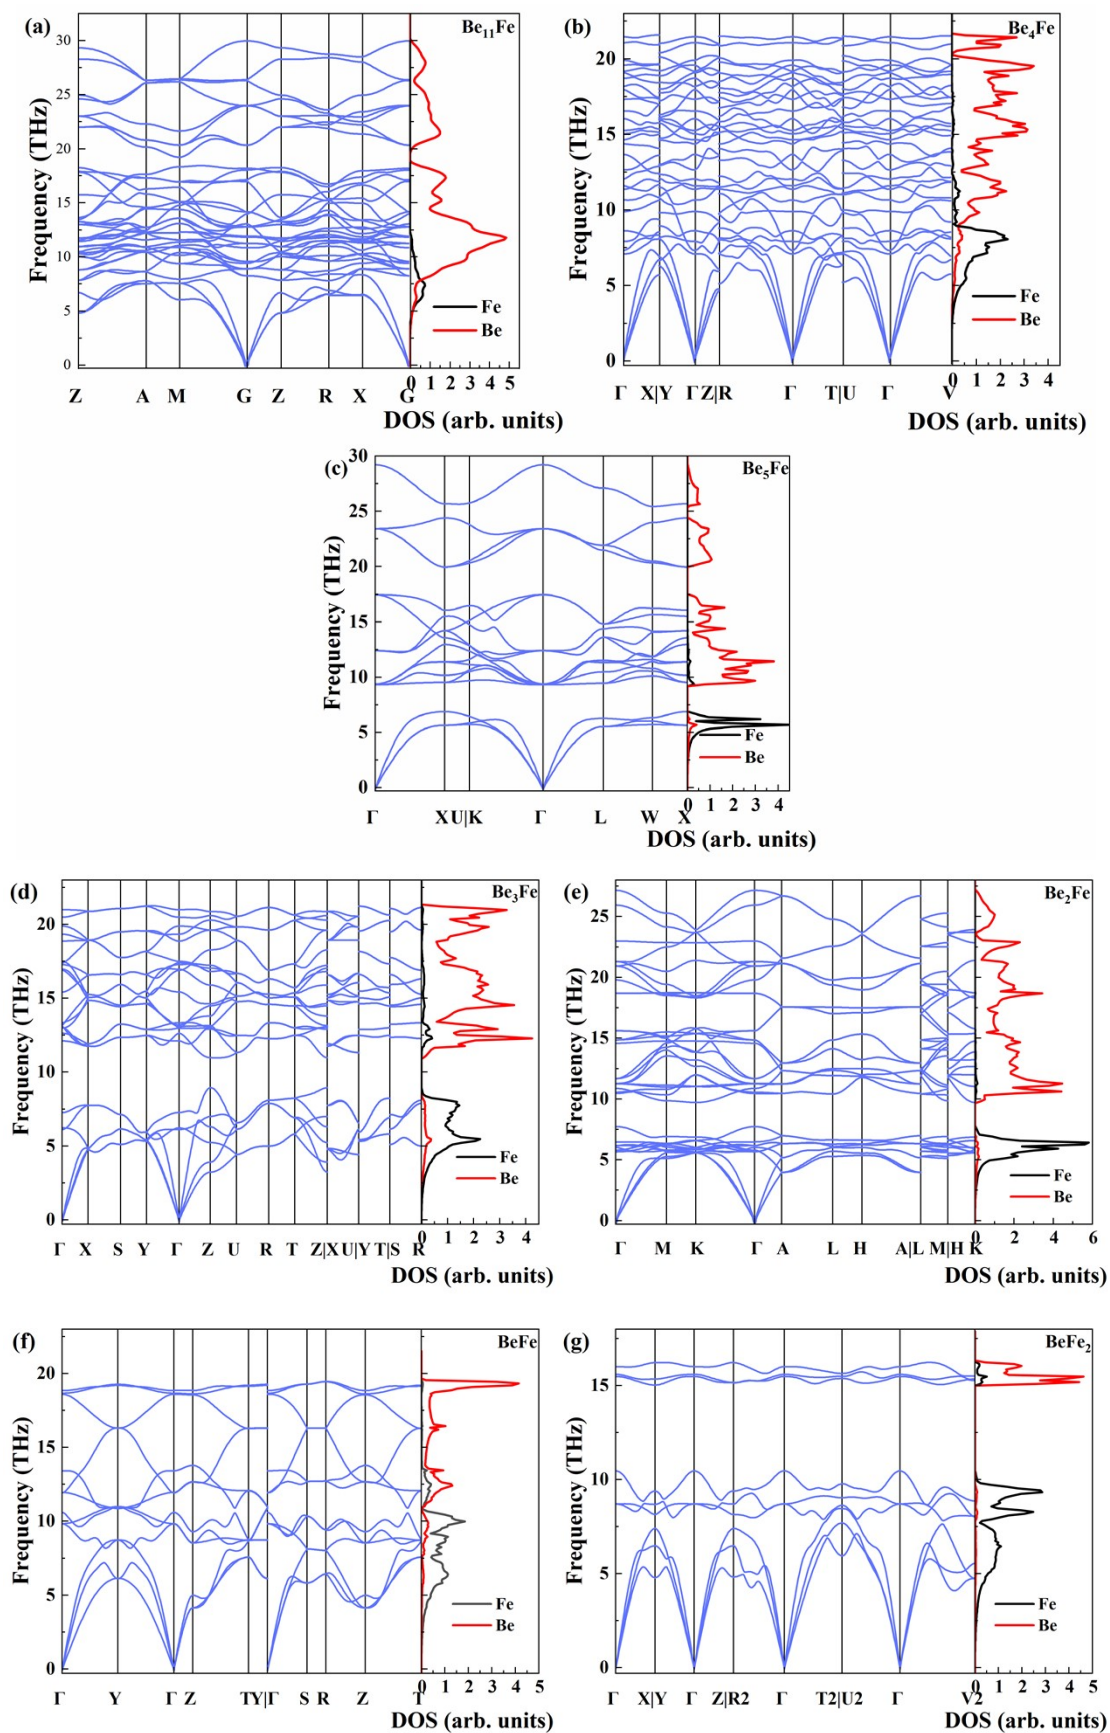 (a)
Be₁₁Fe
Frequency (THz)
30
25
20
15
10
5
0
Fe
Be
Z A M G Z R X G
0 1 2 3 4 5
DOS (arb. units)
(b)
Be₄Fe
Frequency (THz)
20
15
10
5
0
Fe
Be
Γ X|Y Γ Z|R Γ T|U Γ V
1 2 3 4
DOS (arb. units)
(c)
Be₅Fe
Frequency (THz)
30
25
20
15
10
5
0
Fe
Be
Γ X U|K Γ L W X
0 1 2 3 4
DOS (arb. units)
(d)
Be₃Fe
Frequency (THz)
20
15
10
5
0
Fe
Be
Γ X S Y Γ Z U R T Z|X U|Y T|S R
0 1 2 3 4
DOS (arb. units)
(e)
Be₂Fe
Frequency (THz)
25
20
15
10
5
0
Fe
Be
Γ M K Γ A L H A|L M|H K
0 2 4 6
DOS (arb. units)
(f)
BeFe
Frequency (THz)
20
15
10
5
0
Fe
Be
Γ Y Γ Z TY|Γ S R Z T
0 1 2 3 4 5
DOS (arb. units)
(g)
BeFe₂
Frequency (THz)
15
10
5
0
Fe
Be
Γ X|Y Γ Z|R2 Γ T2|U2 Γ V2
0 1 2 3 4 5
DOS (arb. units)